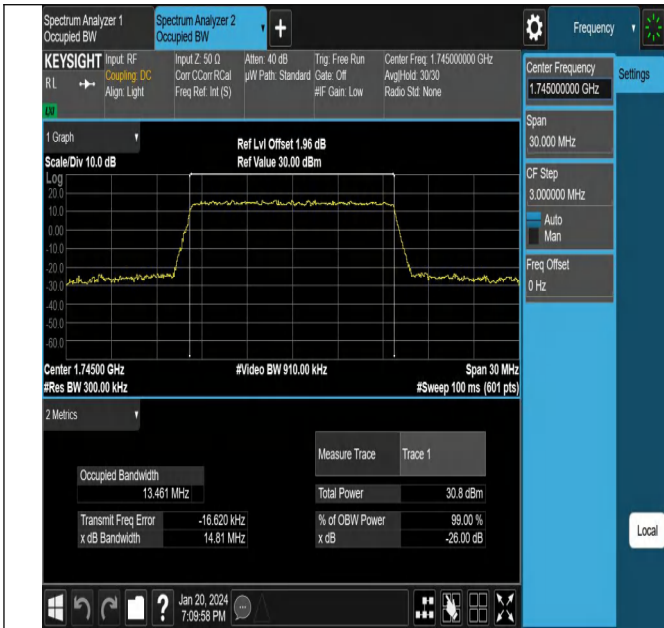 Spectrum Analyzer 1
Occupied BW
Spectrum Analyzer 2
Occupied BW
Frequency
KEYSIGHT
RL
LXI
Input: RF
Coupling: DC
Align: Light
Input Z: 50 Ω
Corr CCorr RCal
Freq Ref: Int (S)
Atten: 40 dB
µW Path: Standard
Trig: Free Run
Gate: Off
#IF Gain: Low
Center Freq: 1.745000000 GHz
Avg|Hold: 30/30
Radio Std: None
Center Frequency
1.745000000 GHz
Settings
Span
30.000 MHz
CF Step
3.000000 MHz
Auto
Man
Freq Offset
0 Hz
1 Graph
Scale/Div 10.0 dB
Ref Lvl Offset 1.96 dB
Ref Value 30.00 dBm
Log
20.0
10.0
0.00
-10.0
-20.0
-30.0
-40.0
-50.0
-60.0
Center 1.74500 GHz
#Video BW 910.00 kHz
Span 30 MHz
#Res BW 300.00 kHz
#Sweep 100 ms (601 pts)
2 Metrics
Measure Trace
Trace 1
Occupied Bandwidth
13.461 MHz
Total Power
30.8 dBm
Transmit Freq Error
-16.620 kHz
% of OBW Power
99.00 %
x dB Bandwidth
14.81 MHz
x dB
-26.00 dB
Local
?
Jan 20, 2024
7:09:58 PM